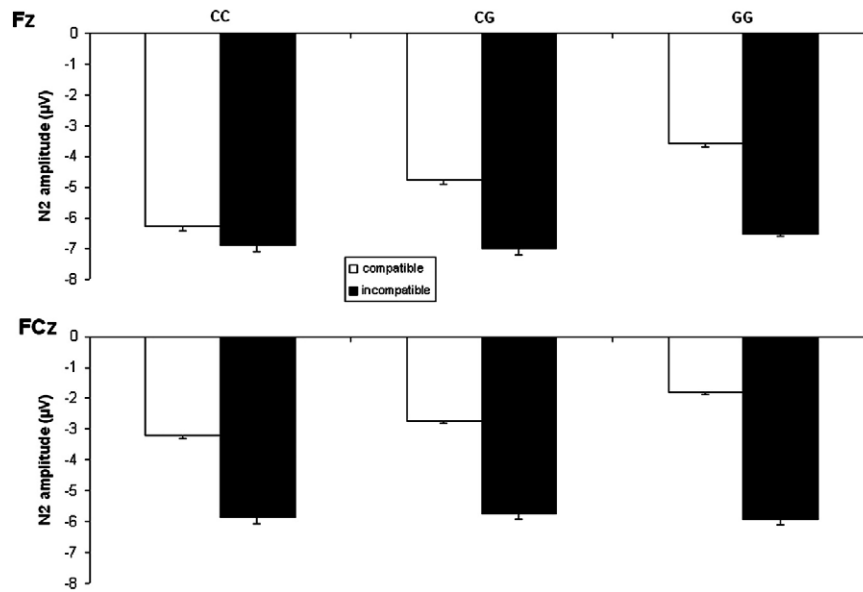 Fz
CC CG GG
0
-1
-2
-3
-4
-5
-6
-7
-8
N2 amplitude (µV)
compatible
incompatible
FCz
0
-1
-2
-3
-4
-5
-6
-7
-8
N2 amplitude (µV)